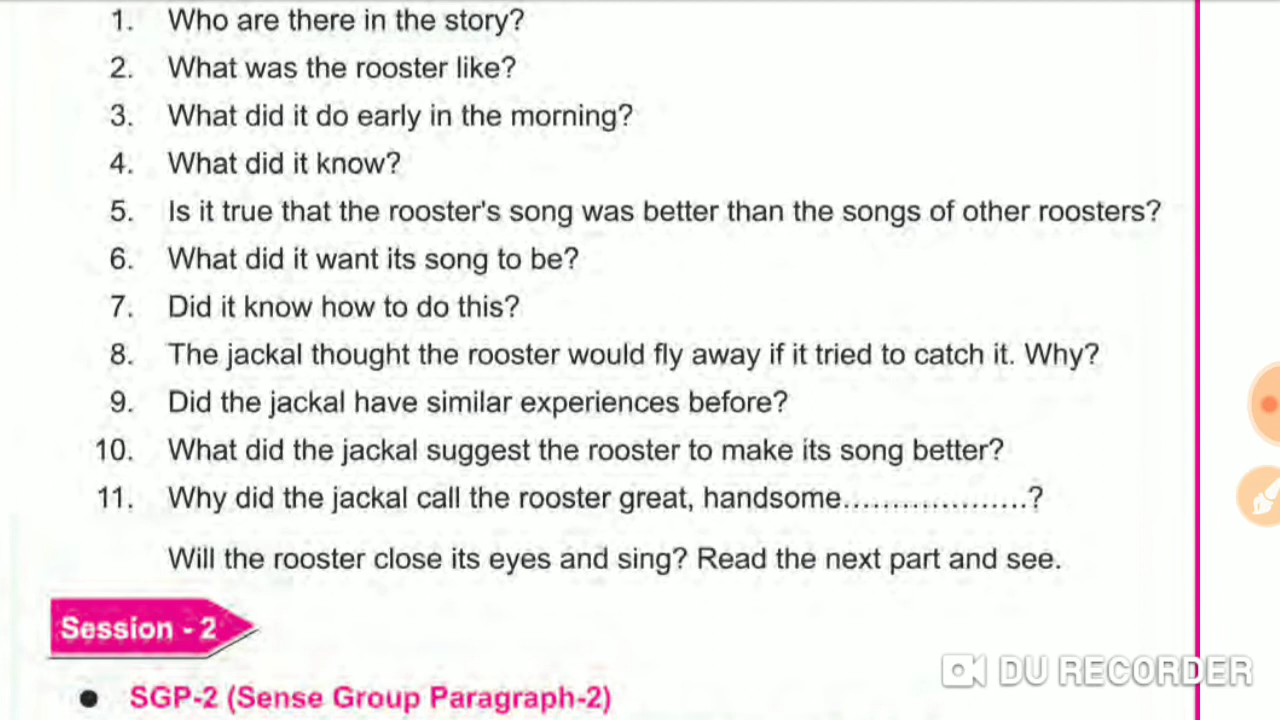 1. Who are there in the story?
2. What was the rooster like?
3. What did it do early in the morning?
4. What did it know?
5. Is it true that the rooster's song was better than the songs of other roosters?
6. What did it want its song to be?
7. Did it know how to do this?
8. The jackal thought the rooster would fly away if it tried to catch it. Why?
9. Did the jackal have similar experiences before?
10. What did the jackal suggest the rooster to make its song better?
11. Why did the jackal call the rooster great, handsome...................?
Will the rooster close its eyes and sing? Read the next part and see.
Session - 2
DU RECORDER
● SGP-2 (Sense Group Paragraph-2)